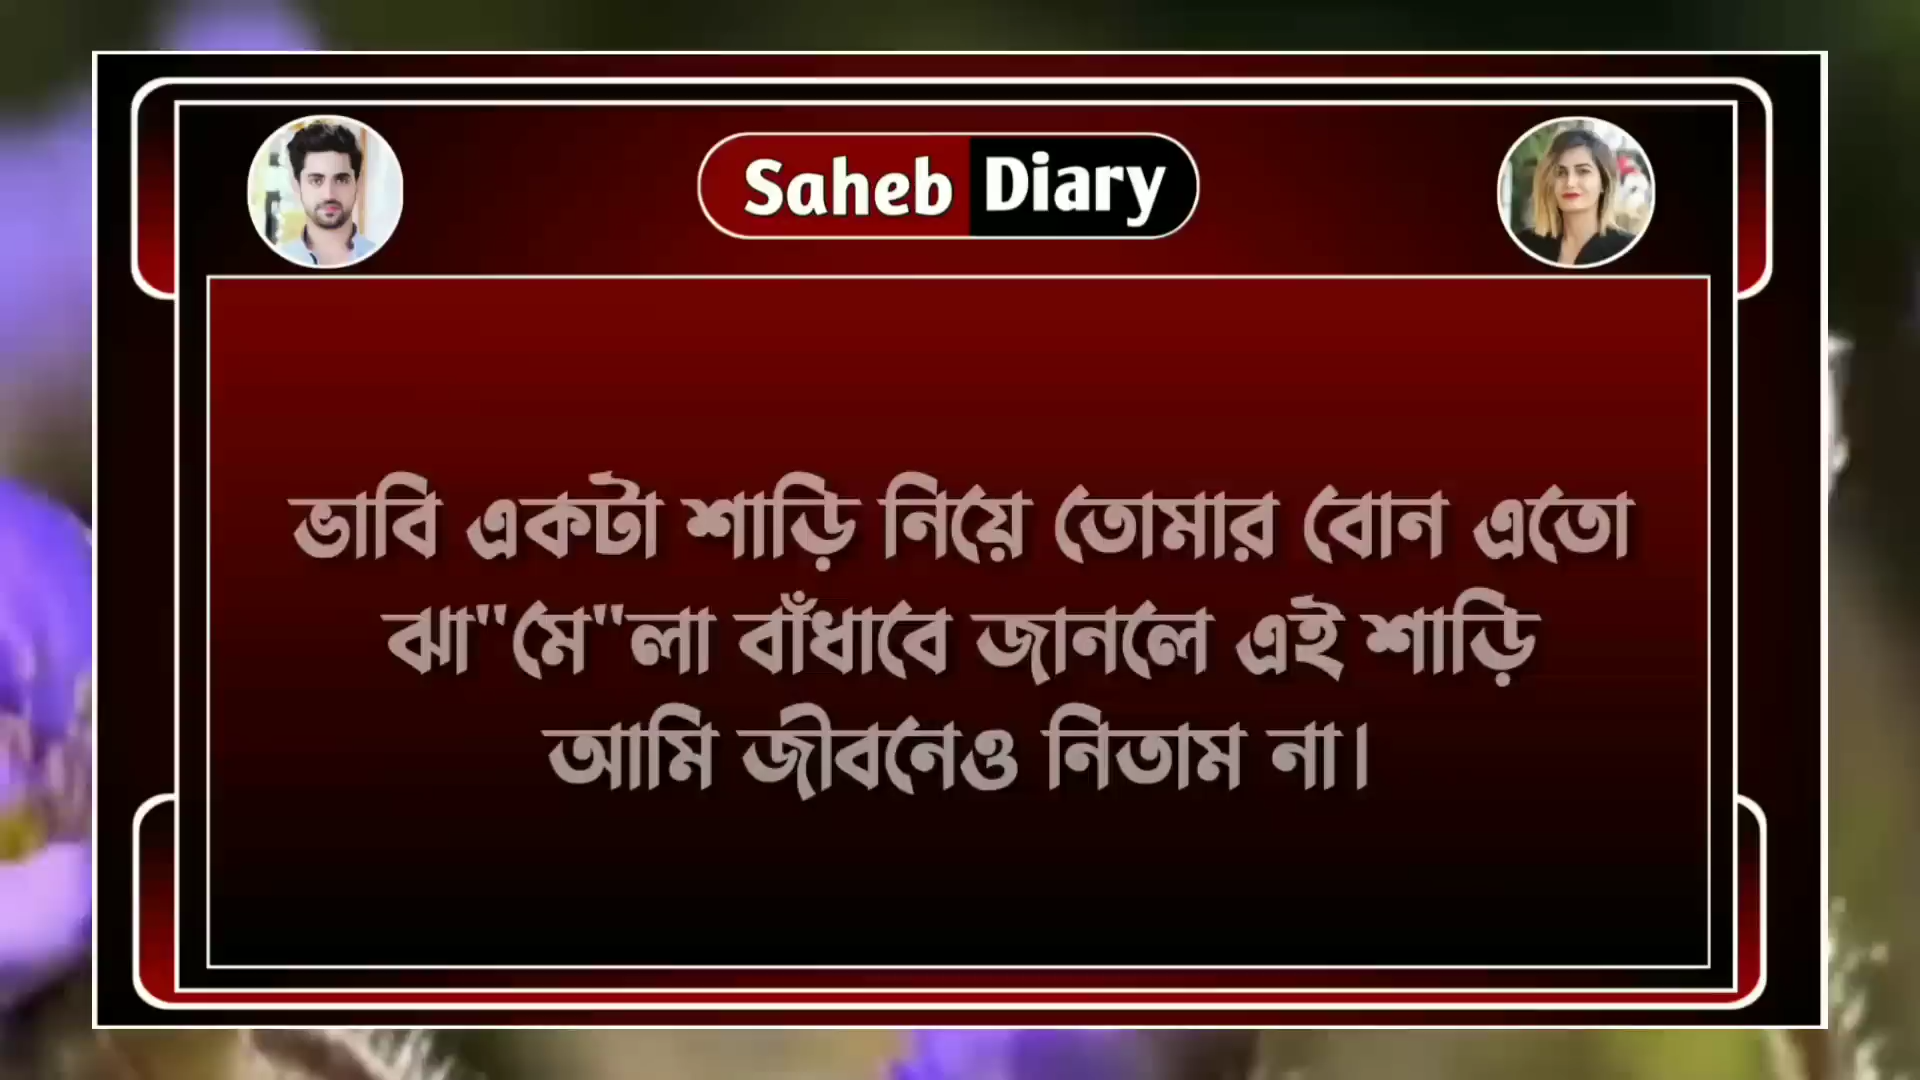 Saheb Diary
ভাবি একটা শাড়ি নিয়ে তোমার বোন এতো
ঝা"মে"লা বাঁধাবে জানলে এই শাড়ি
আমি জীবনেও নিতাম না।